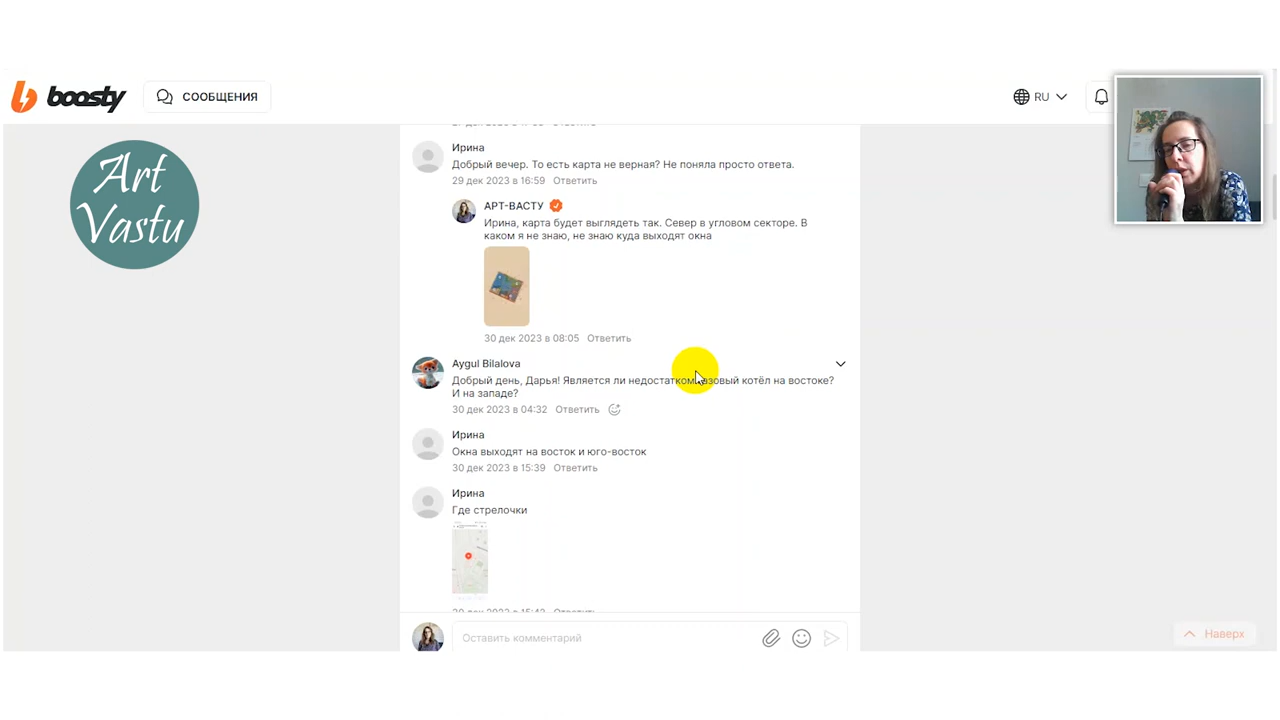 boosty
СООБЩЕНИЯ
RU
Art
Vastu
Ирина
Добрый вечер. То есть карта не верная? Не поняла просто ответа.
29 дек 2023 в 16:59 Ответить
АРТ-ВАСТУ
Ирина, карта будет выглядеть так. Север в угловом секторе. В
каком я не знаю, не знаю куда выходят окна
30 дек 2023 в 08:05 Ответить
Aygul Bilalova
Добрый день, Дарья! Является ли недостатком газовый котёл на востоке?
И на западе?
30 дек 2023 в 04:32 Ответить
Ирина
Окна выходят на восток и юго-восток
30 дек 2023 в 15:39 Ответить
Ирина
Где стрелочки
Оставить комментарий
Наверх